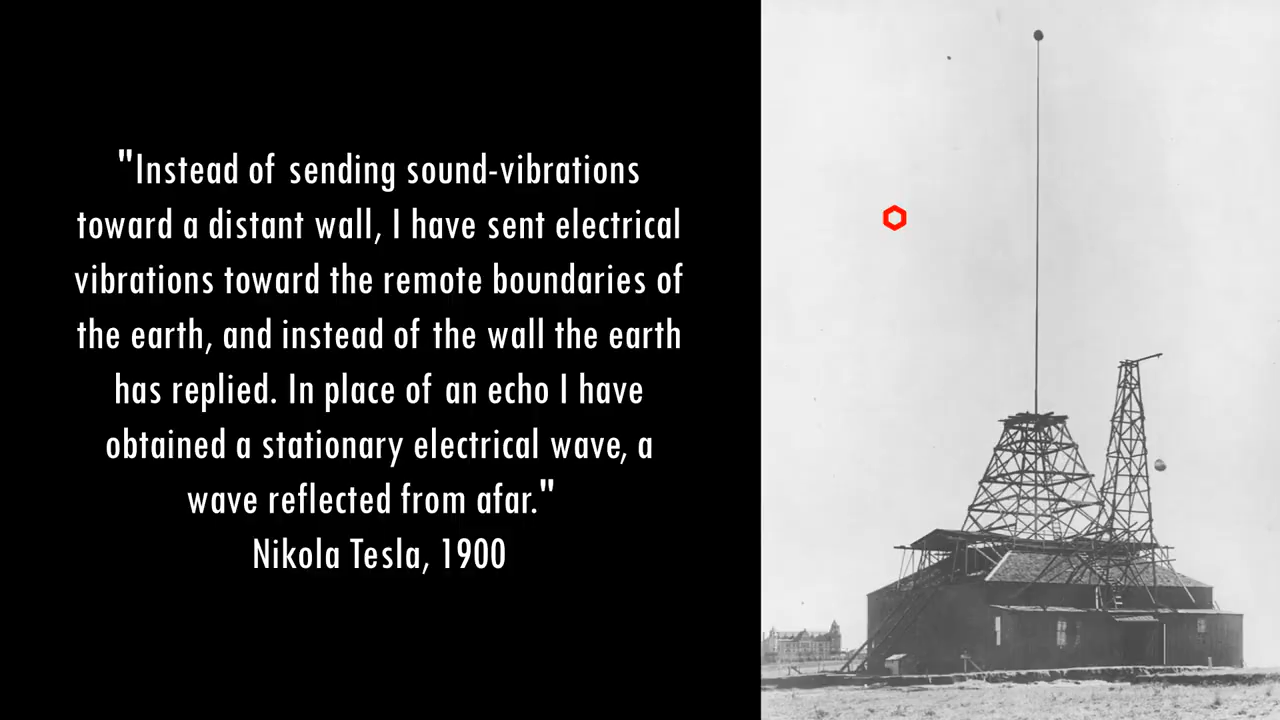 "Instead of sending sound-vibrations
toward a distant wall, I have sent electrical
vibrations toward the remote boundaries of
the earth, and instead of the wall the earth
has replied. In place of an echo I have
obtained a stationary electrical wave, a
wave reflected from afar."
Nikola Tesla, 1900